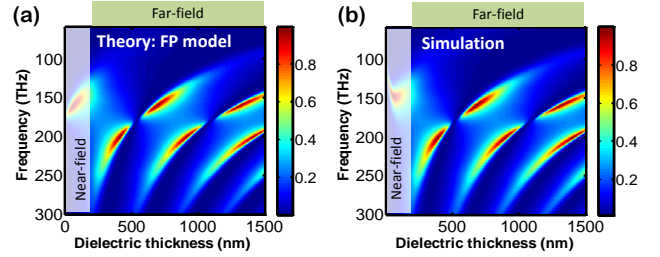 Far-field
Far-field
(a)
Theory: FP model
(b)
Simulation
Frequency (THz)
100
150
200
250
300
Near-field
0
500
1000
1500
Dielectric thickness (nm)
0.8
0.6
0.4
0.2
Frequency (THz)
100
150
200
250
300
Near-field
500
1000
1500
Dielectric thickness (nm)
0.8
0.6
0.4
0.2